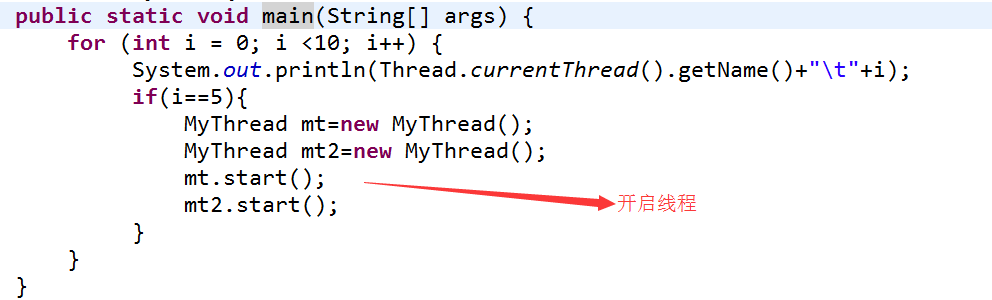 public static void main(String[] args) {
for (int i = 0; i <10; i++) {
System.out.println(Thread.currentThread().getName()+"\t"+i);
if(i==5){
MyThread mt=new MyThread();
MyThread mt2=new MyThread();
mt.start();
mt2.start();
开启线程
}
}
}